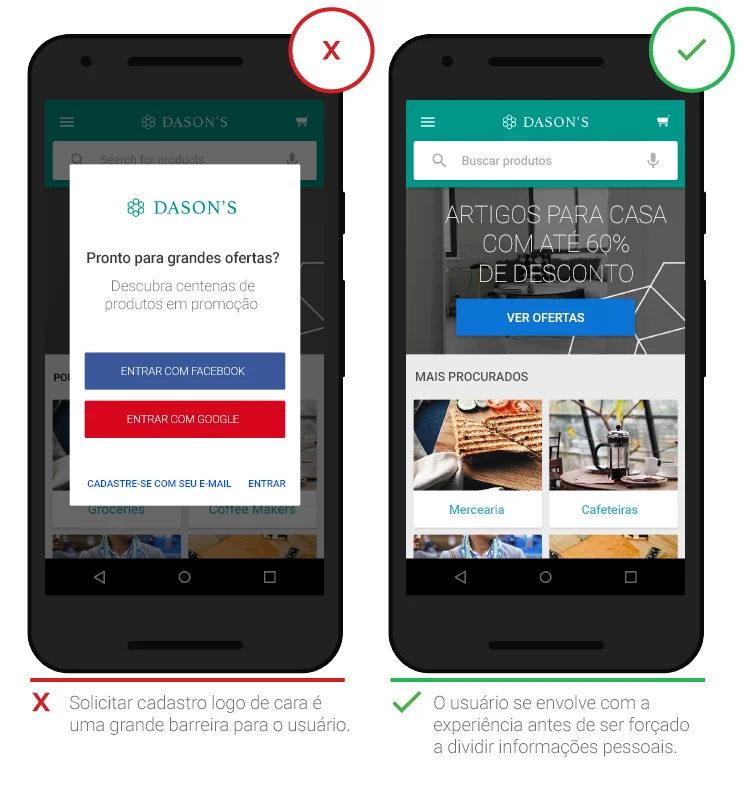 X
DASON'S
Search for products
DASON'S
Pronto para grandes ofertas?
Descubra centenas de
produtos em promoção
ENTRAR COM FACEBOOK
ENTRAR COM GOOGLE
CADASTRE-SE COM SEU E-MAIL ENTRAR
Groceries Coffee Makers
X Solicitar cadastro logo de cara é
uma grande barreira para o usuário.
DASON'S
Buscar produtos
ARTIGOS PARA CASA
COM ATÉ 60%
DE DESCONTO
VER OFERTAS
MAIS PROCURADOS
Mercearia Cafeteiras
O usuário se envolve com a
experiência antes de ser forçado
a dividir informações pessoais.